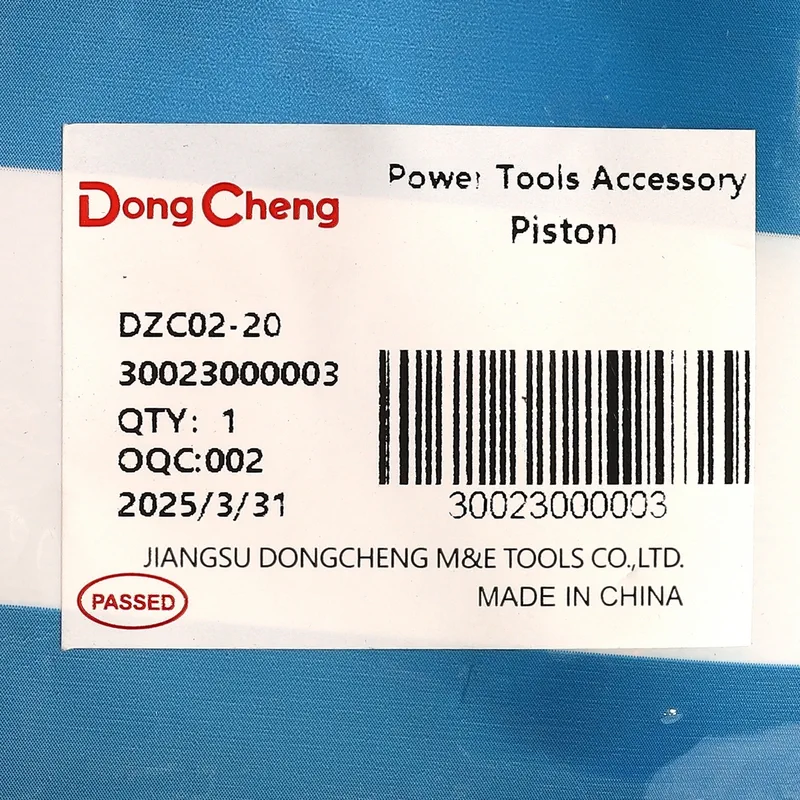 Dong Cheng
Power Tools Accessory
Piston
DZC02-20
30023000003
QTY: 1
OQC:002
2025/3/31
30023000003
JIANGSU DONGCHENG M&E TOOLS CO.,LTD.
PASSED
MADE IN CHINA